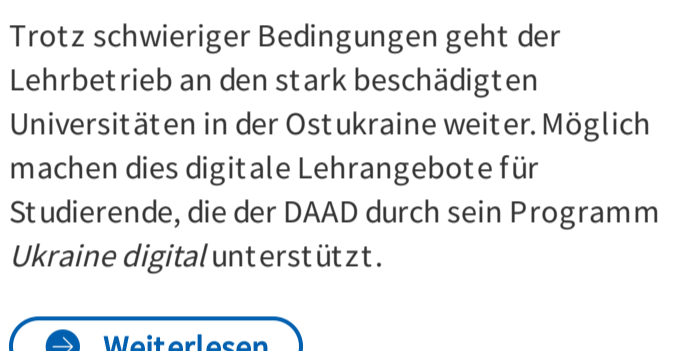 Trotz schwieriger Bedingungen geht der
Lehrbetrieb an den stark beschädigten
Universitäten in der Ostukraine weiter. Möglich
machen dies digitale Lehrangebote für
Studierende, die der DAAD durch sein Programm
Ukraine digital unterstützt.
Weiterlesen